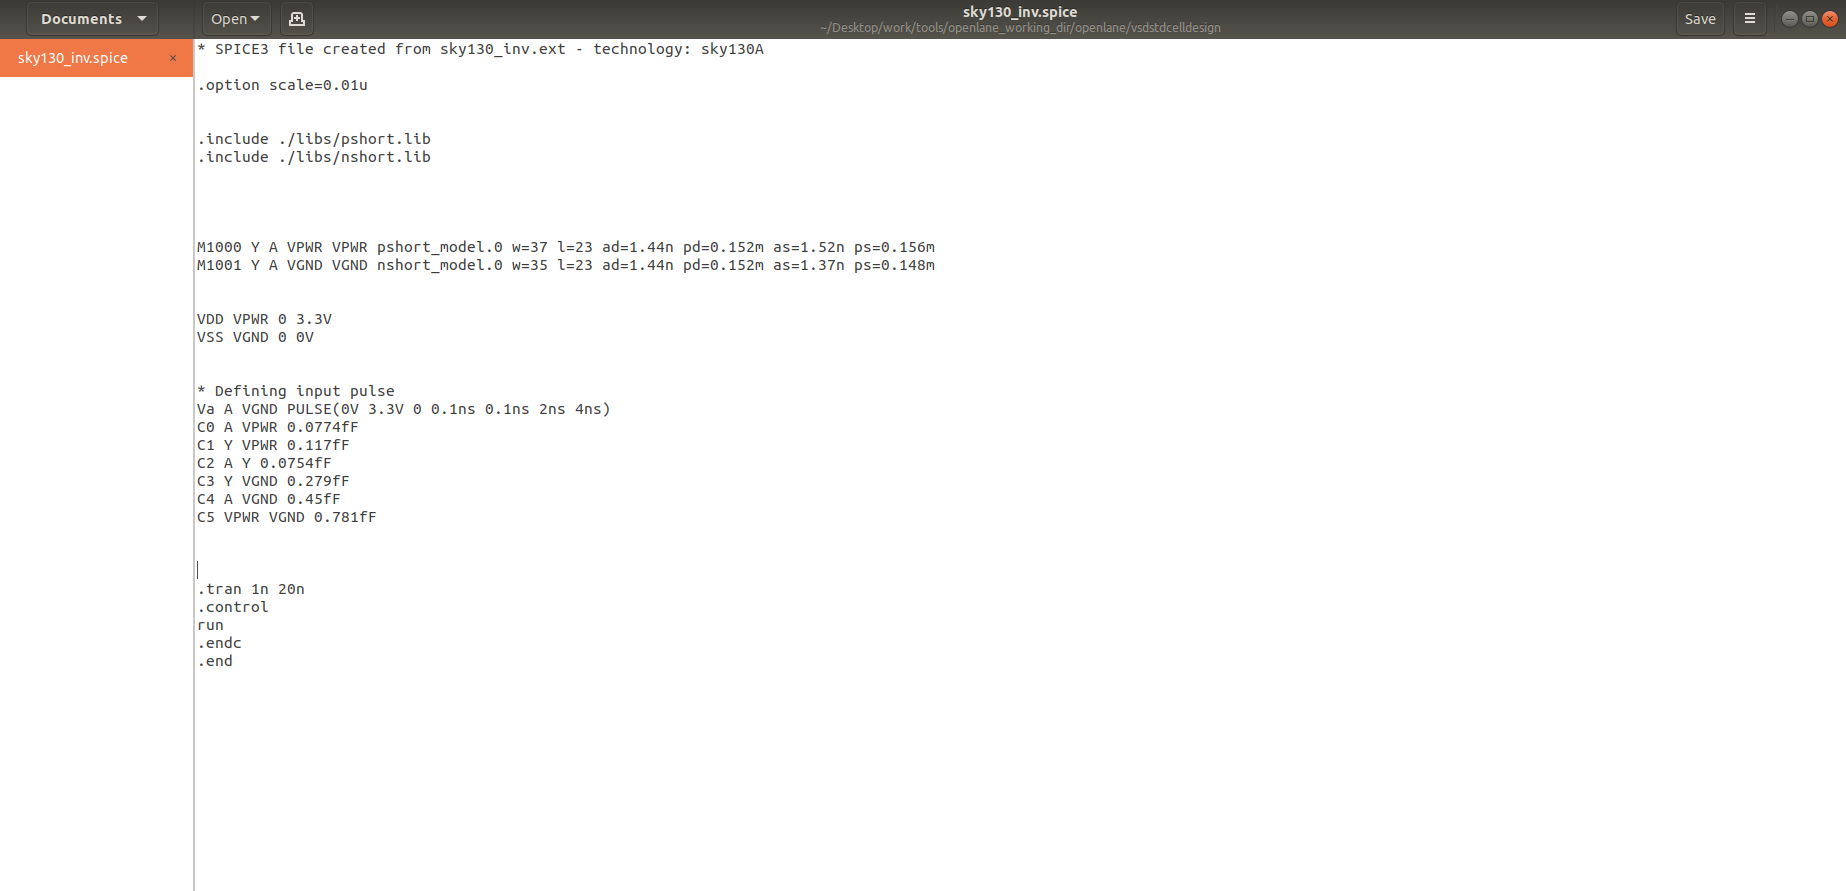 Documents
Open
sky130_inv.spice
~/Desktop/work/tools/openlane_working_dir/openlane/vsdstdcelldesign
Save
sky130_inv.spice ×
* SPICE3 file created from sky130_inv.ext - technology: sky130A
.option scale=0.01u
.include ./libs/pshort.lib
.include ./libs/nshort.lib
M1000 Y A VPWR VPWR pshort_model.0 w=37 l=23 ad=1.44n pd=0.152m as=1.52n ps=0.156m
M1001 Y A VGND VGND nshort_model.0 w=35 l=23 ad=1.44n pd=0.152m as=1.37n ps=0.148m
VDD VPWR 0 3.3V
VSS VGND 0 0V
* Defining input pulse
Va A VGND PULSE(0V 3.3V 0 0.1ns 0.1ns 2ns 4ns)
C0 A VPWR 0.0774fF
C1 Y VPWR 0.117fF
C2 A Y 0.0754fF
C3 Y VGND 0.279fF
C4 A VGND 0.45fF
C5 VPWR VGND 0.781fF
.tran 1n 20n
.control
run
.endc
.end